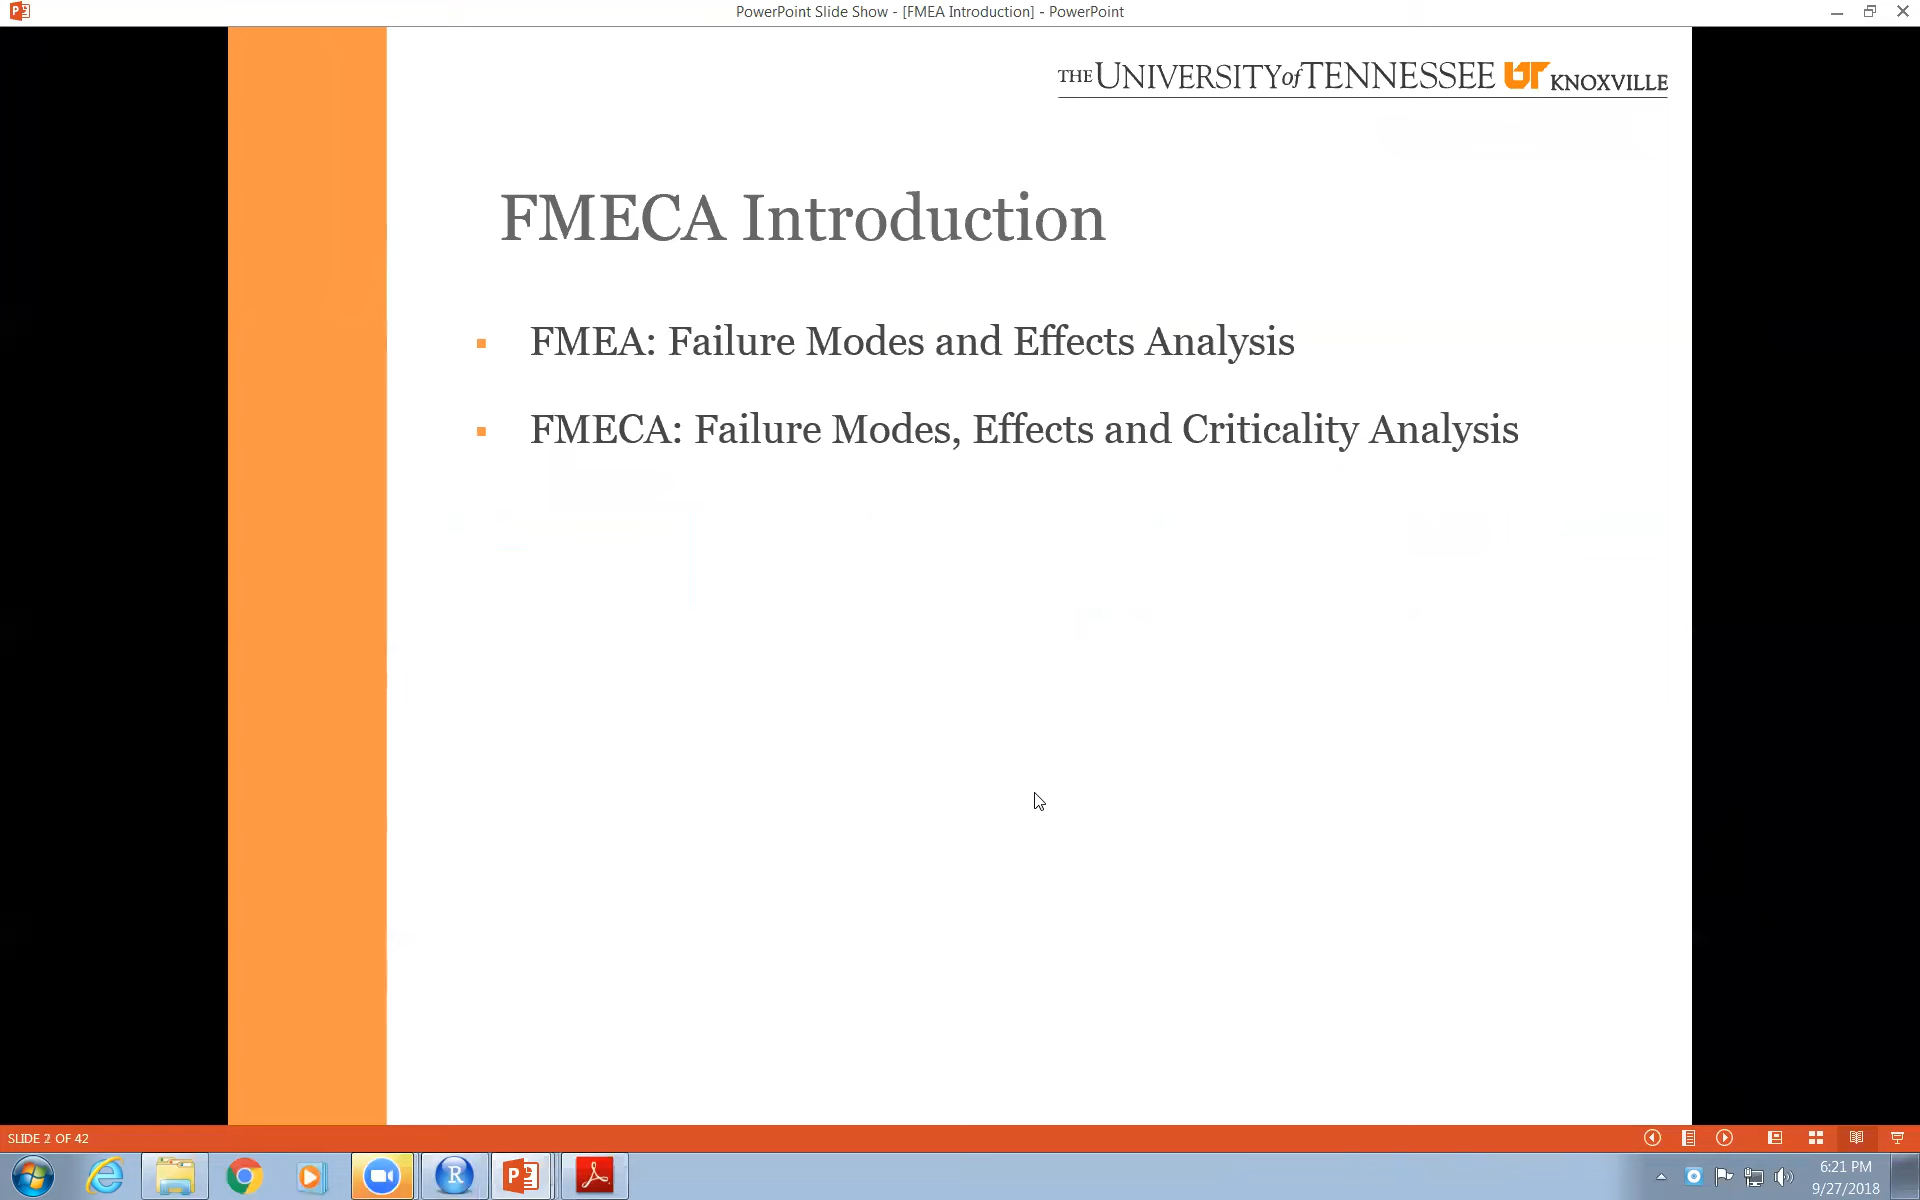 PowerPoint Slide Show - [FMEA Introduction] - PowerPoint
THE UNIVERSITY of TENNESSEE UT KNOXVILLE
FMECA Introduction
▪ FMEA: Failure Modes and Effects Analysis
▪ FMECA: Failure Modes, Effects and Criticality Analysis
SLIDE 2 OF 42
6:21 PM
9/27/2018